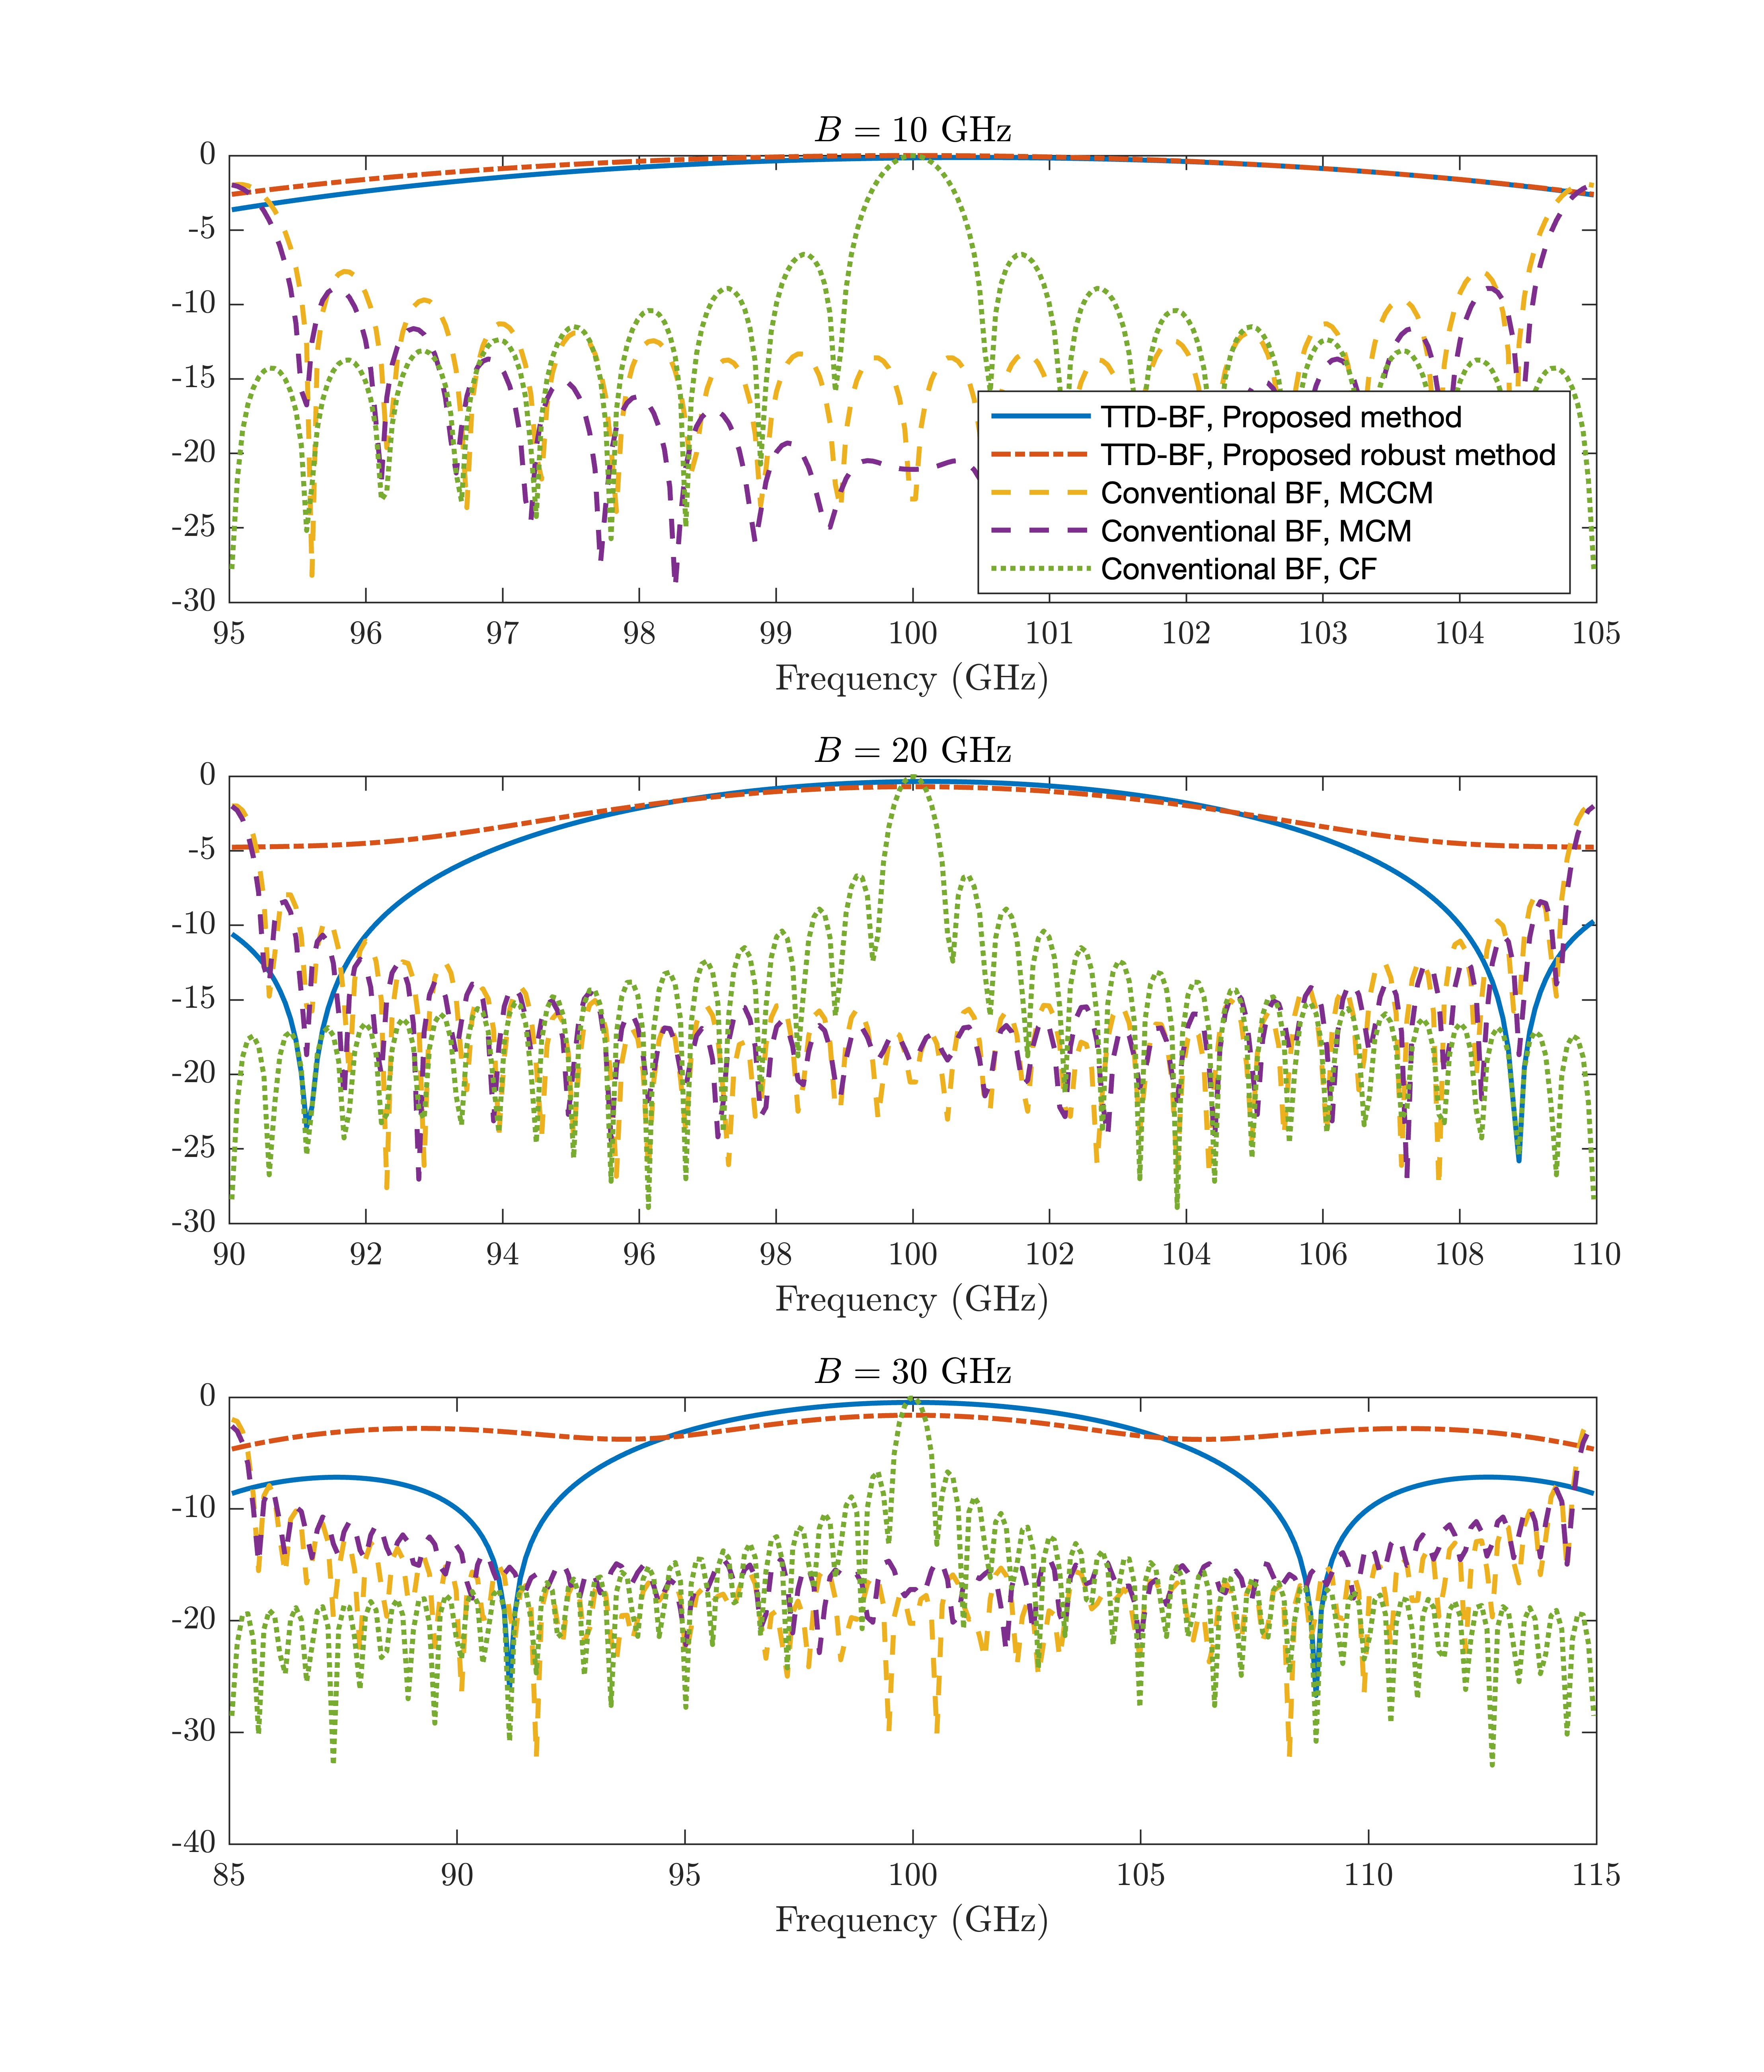 B = 10 GHz
0
-5
-10
-15
-20
-25
-30
TTD-BF, Proposed method
TTD-BF, Proposed robust method
Conventional BF, MCCM
Conventional BF, MCM
Conventional BF, CF
95 96 97 98 99 100 101 102 103 104 105
Frequency (GHz)
B = 20 GHz
0
-5
-10
-15
-20
-25
-30
90 92 94 96 98 100 102 104 106 108 110
Frequency (GHz)
B = 30 GHz
0
-10
-20
-30
-40
85 90 95 100 105 110 115
Frequency (GHz)